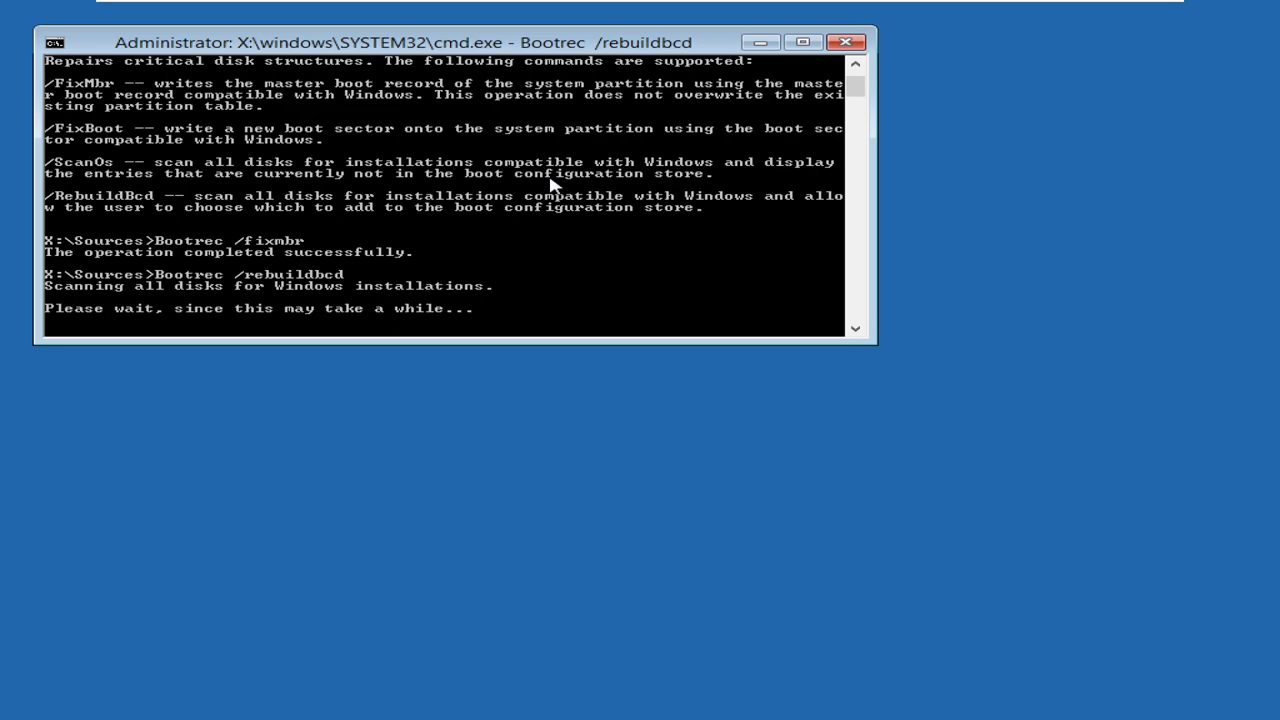 Administrator: X:\windows\SYSTEM32\cmd.exe - Bootrec  /rebuildbcd
Repairs critical disk structures. The following commands are supported:
/FixMbr -- writes the master boot record of the system partition using the maste
r boot record compatible with Windows. This operation does not overwrite the exi
sting partition table.
/FixBoot -- write a new boot sector onto the system partition using the boot sec
tor compatible with Windows.
/ScanOs -- scan all disks for installations compatible with Windows and display
the entries that are currently not in the boot configuration store.
/RebuildBcd -- scan all disks for installations compatible with Windows and allo
w the user to choose which to add to the boot configuration store.
X:\Sources>Bootrec /fixmbr
The operation completed successfully.
X:\Sources>Bootrec /rebuildbcd
Scanning all disks for Windows installations.
Please wait, since this may take a while...